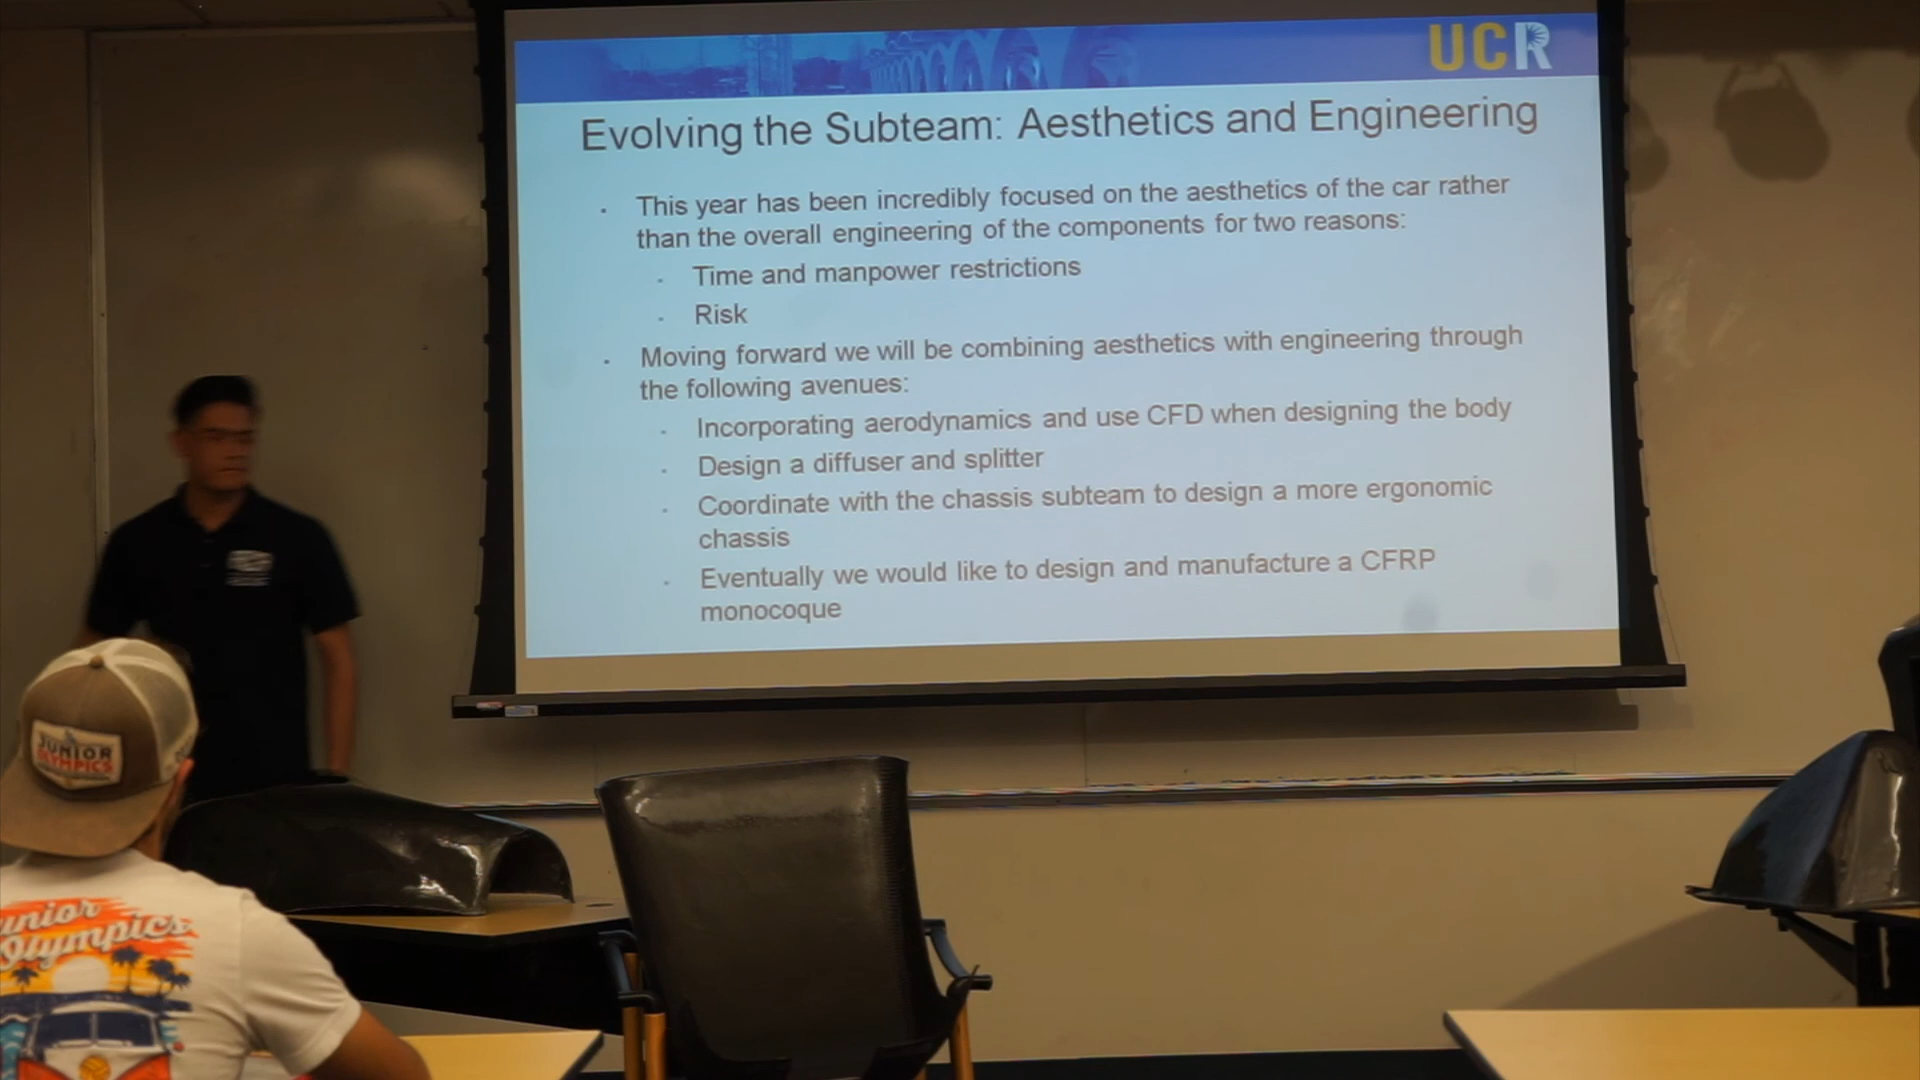 UCR
Evolving the Subteam: Aesthetics and Engineering
This year has been incredibly focused on the aesthetics of the car rather
than the overall engineering of the components for two reasons:
Time and manpower restrictions
Risk
Moving forward we will be combining aesthetics with engineering through
the following avenues:
Incorporating aerodynamics and use CFD when designing the body
Design a diffuser and splitter
Coordinate with the chassis subteam to design a more ergonomic
chassis
Eventually we would like to design and manufacture a CFRP
monocoque
JUNIOR
OLYMPICS
unior
Olympics